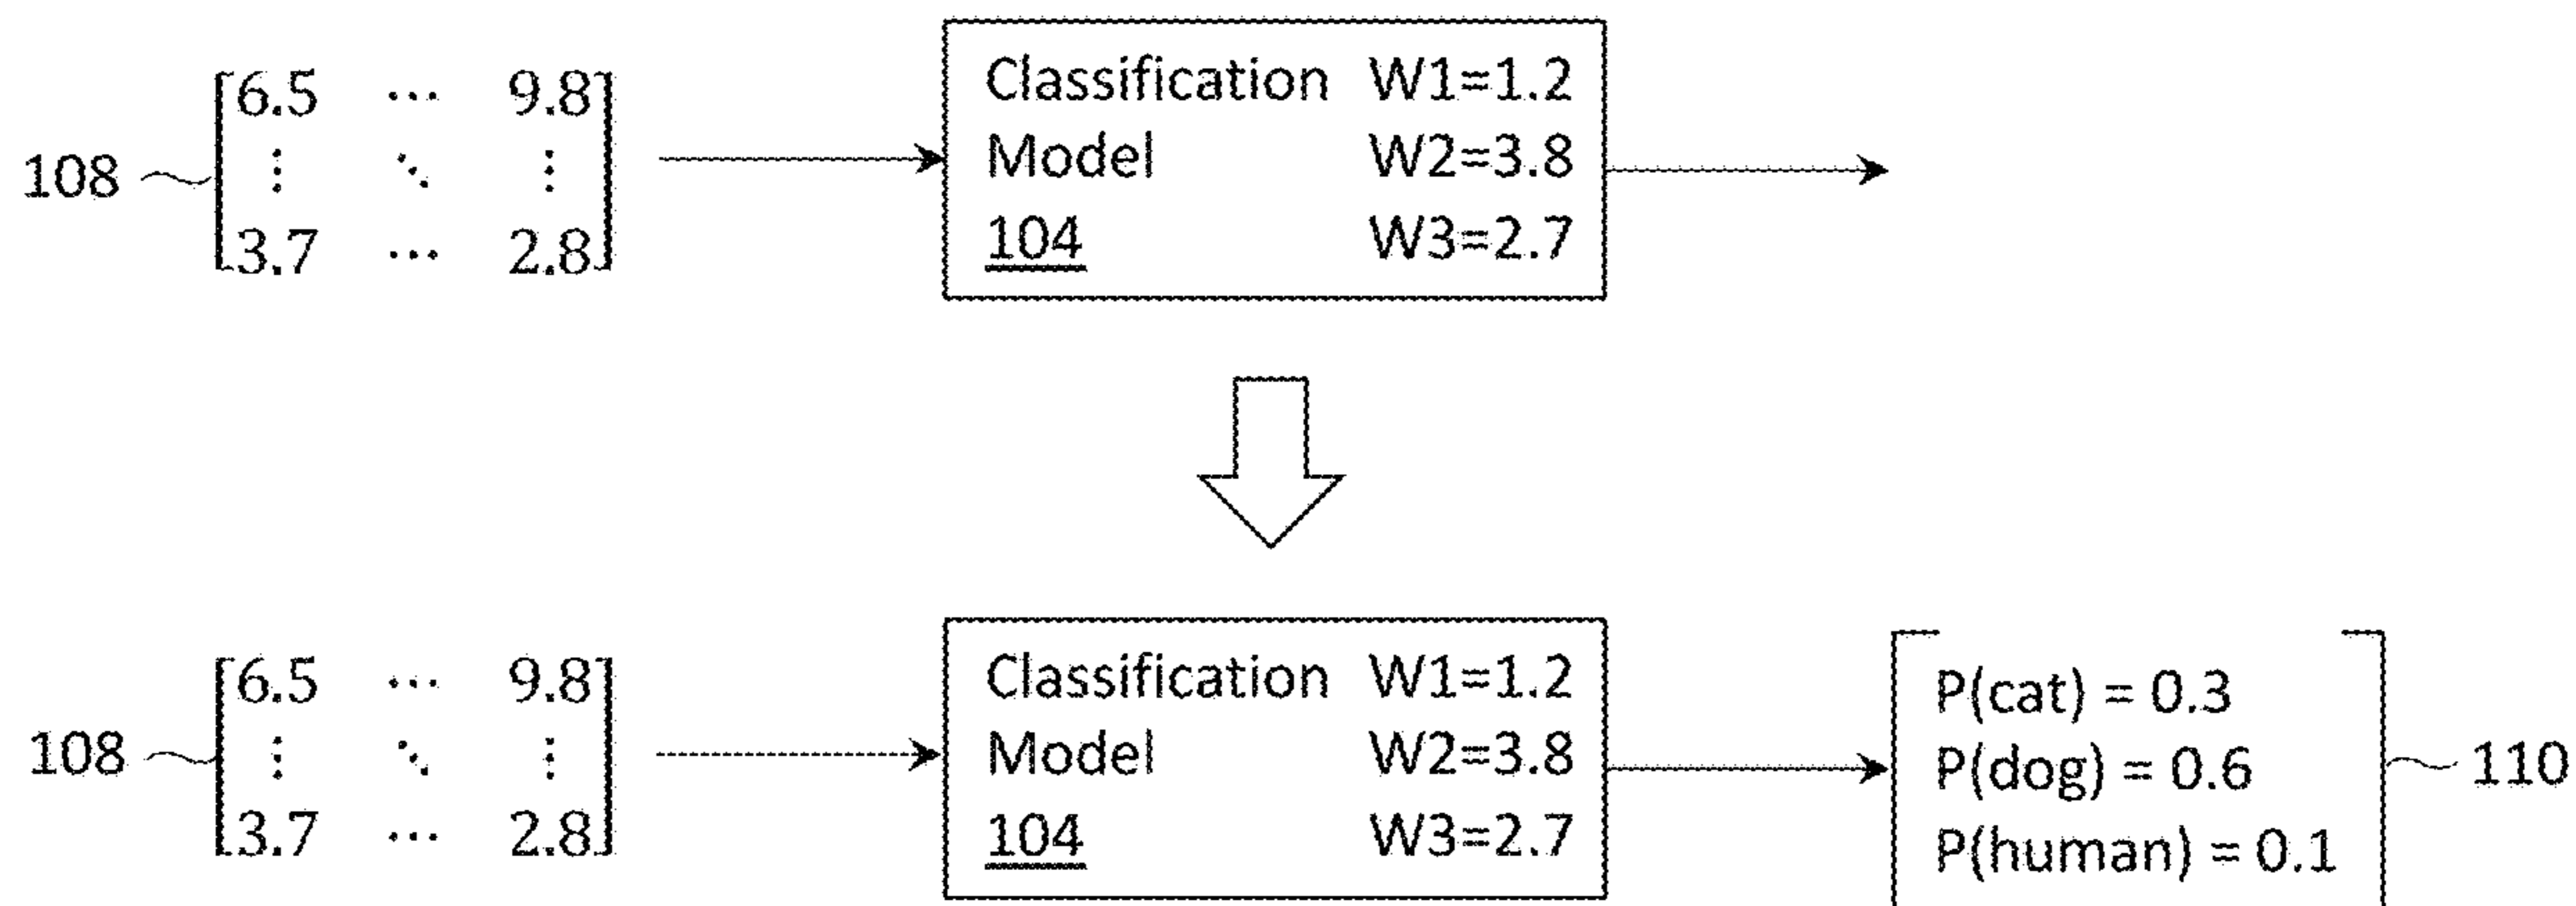 108 [6.5 ⋯ 9.8
⋮ ⋱ ⋮
3.7 ⋯ 2.8]
Classification W1=1.2
Model W2=3.8
104 W3=2.7
108 [6.5 ⋯ 9.8
⋮ ⋱ ⋮
3.7 ⋯ 2.8]
Classification W1=1.2
Model W2=3.8
104 W3=2.7
P(cat) = 0.3
P(dog) = 0.6
P(human) = 0.1
110